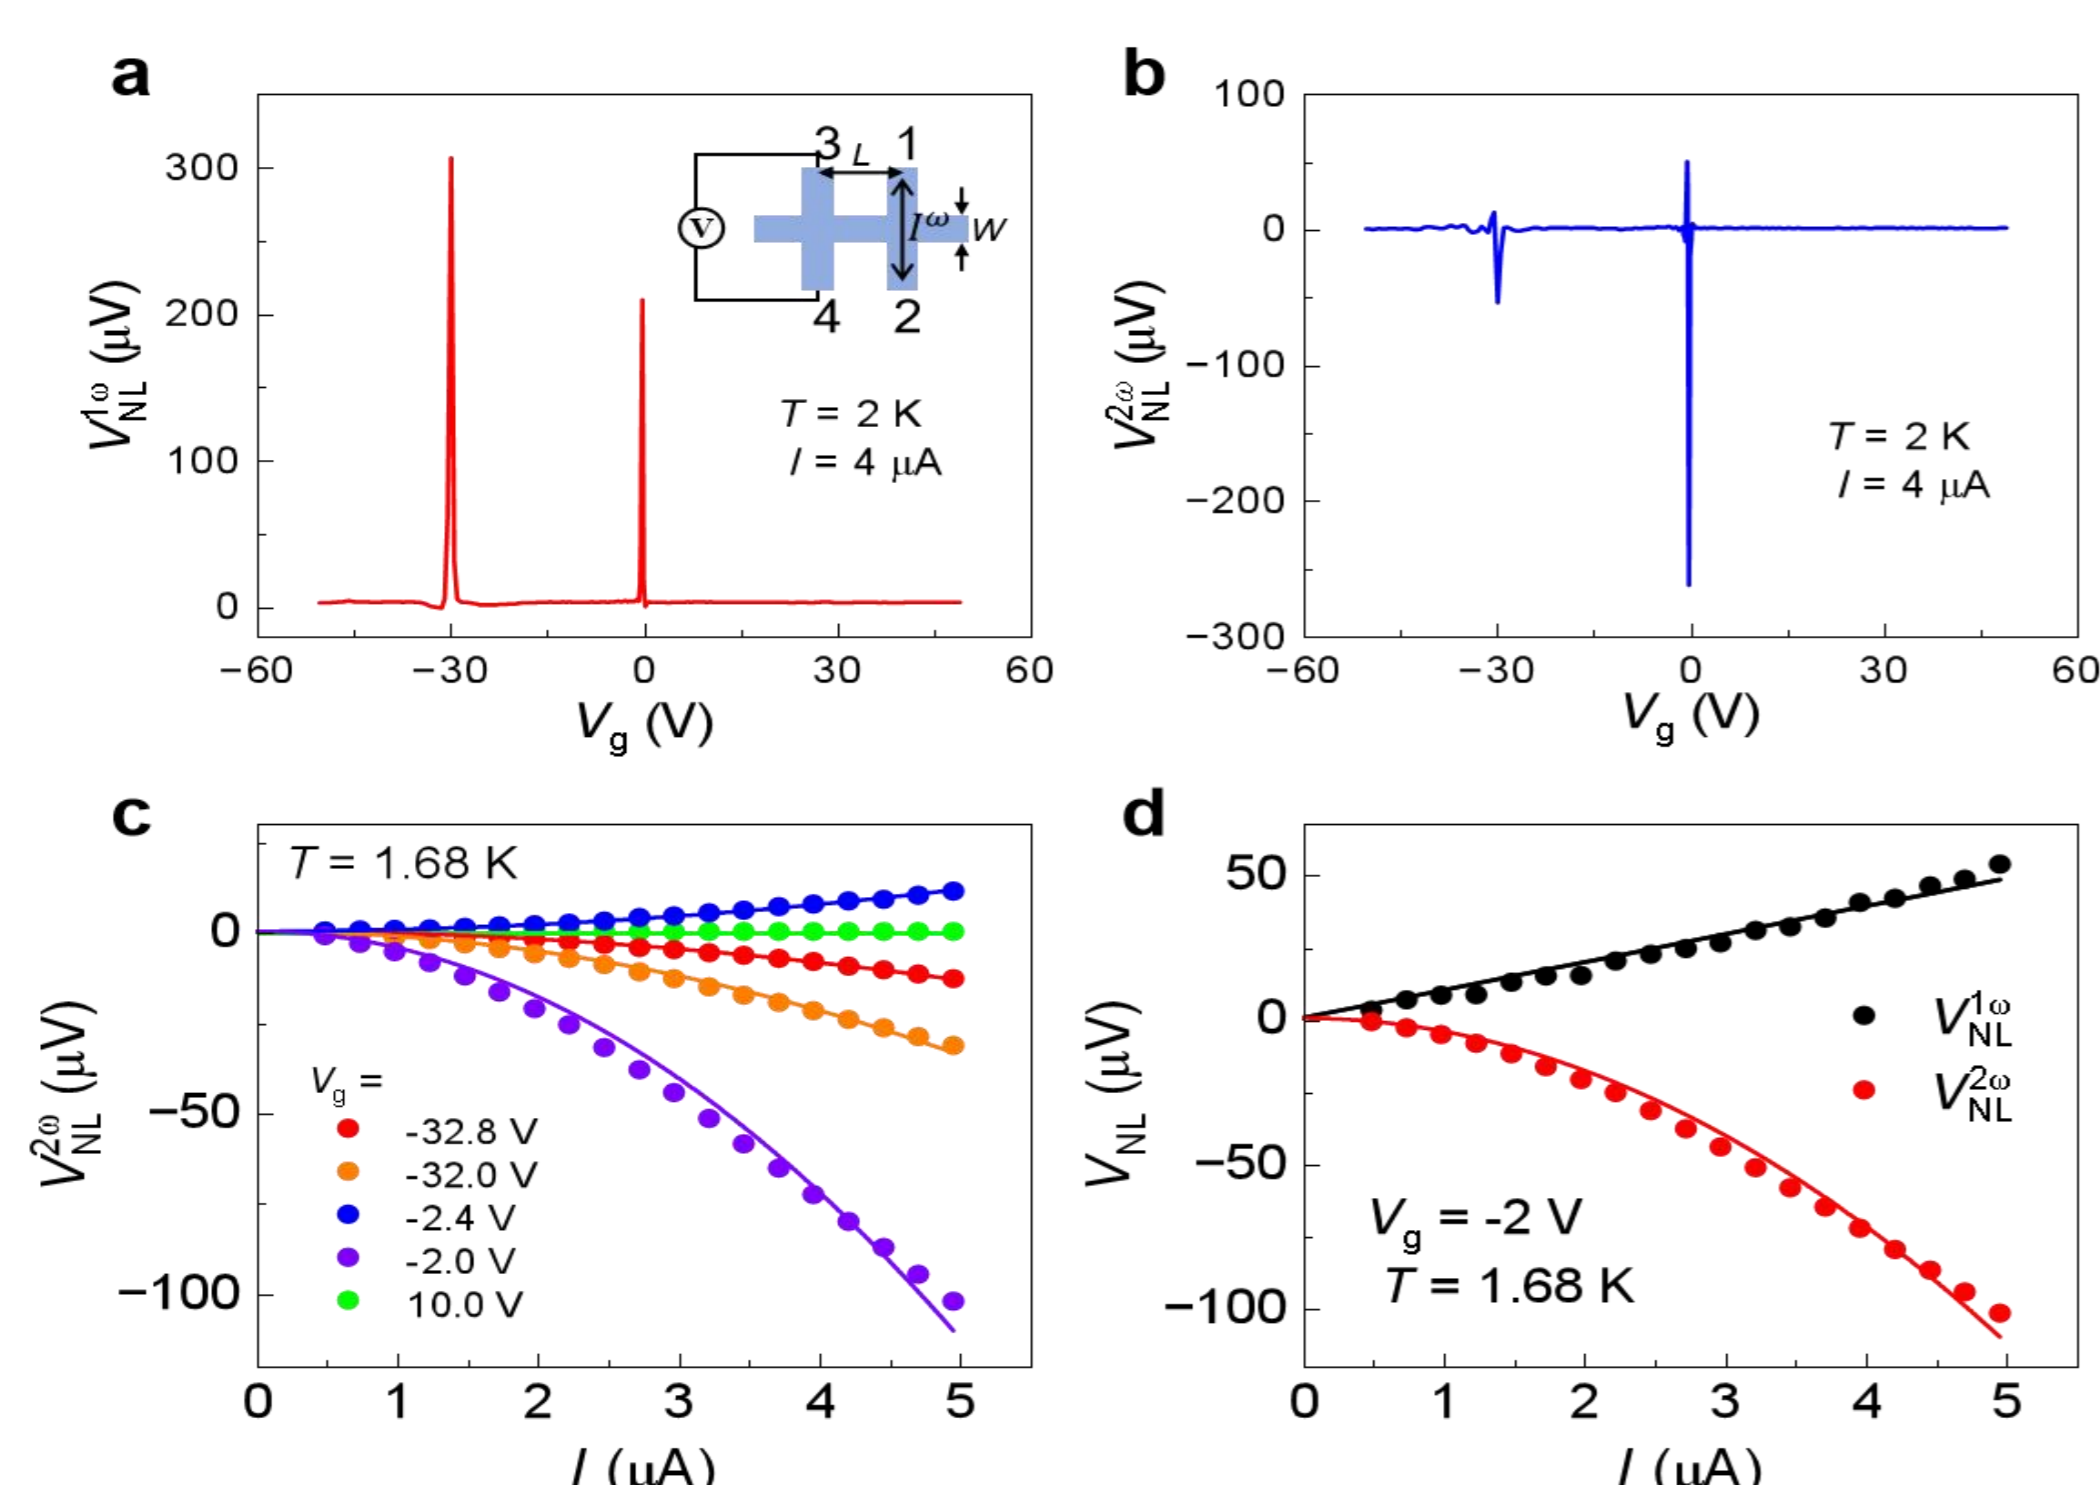 a
300
200
100
0
−60
−30
0
30
60
V_NL^1ω (μV)
V_g (V)
3
1
L
I^ω
W
V
4
2
T = 2 K
I = 4 μA
b
100
0
−100
−200
−300
−60
−30
0
30
60
V_NL^2ω (μV)
V_g (V)
T = 2 K
I = 4 μA
c
T = 1.68 K
0
−50
−100
V_NL^2ω (μV)
V_g =
-32.8 V
-32.0 V
-2.4 V
-2.0 V
10.0 V
0
1
2
3
4
5
I (μA)
d
50
0
−50
−100
V_NL (μV)
V_NL^1ω
V_NL^2ω
V_g = -2 V
T = 1.68 K
0
1
2
3
4
5
I (μA)